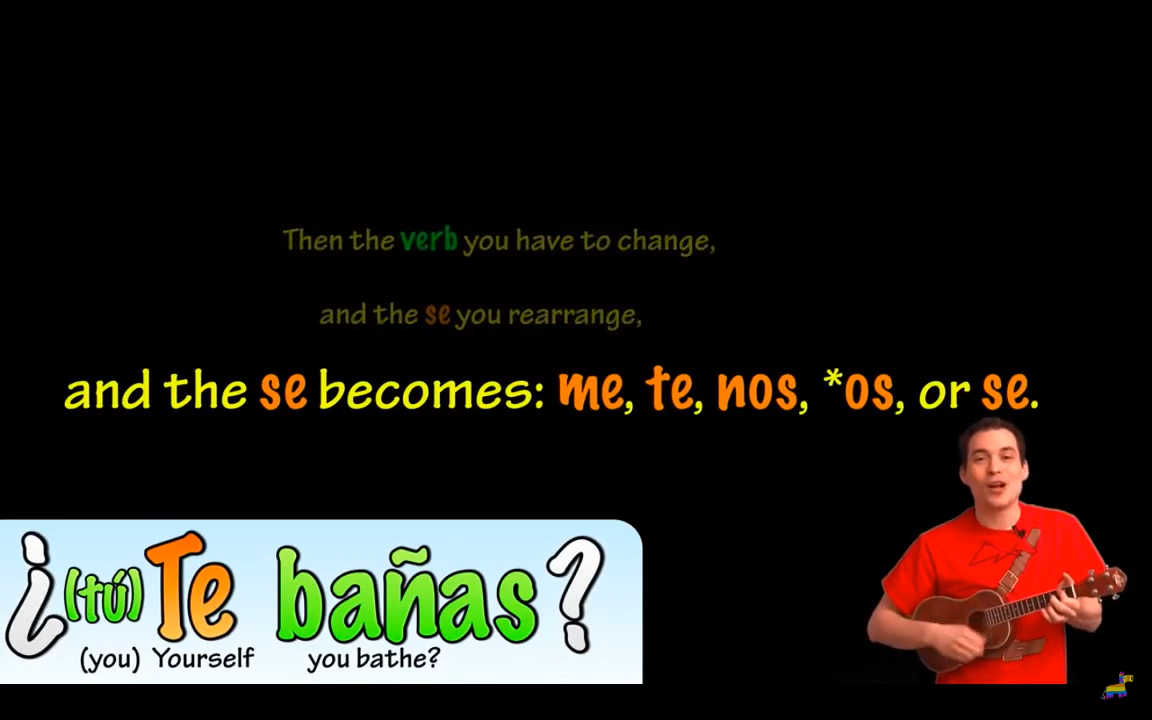 Then the verb you have to change,
and the se you rearrange,
and the se becomes: me, te, nos, *os, or se.
¿(tú) Te bañas?
(you) Yourself you bathe?